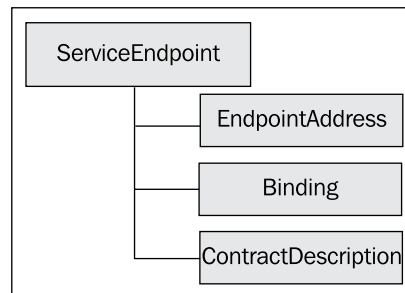 ServiceEndpoint
EndpointAddress
Binding
ContractDescription